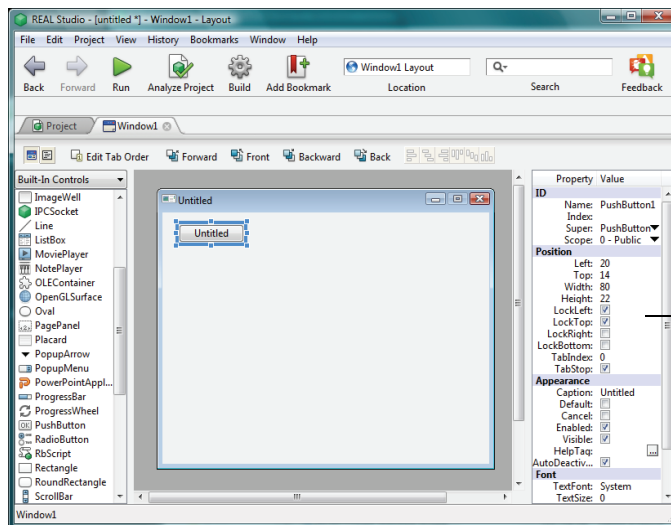 REAL Studio - [untitled *] - Window1 - Layout
File Edit Project View History Bookmarks Window Help
Window1 Layout
Back Forward Run Analyze Project Build Add Bookmark Location Search Feedback
Project Window1
Edit Tab Order Forward Front Backward Back
Built-In Controls
ImageWell
IPCSocket
Line
ListBox
MoviePlayer
NotePlayer
OLEContainer
OpenGLSurface
Oval
PagePanel
Placard
PopupArrow
PopupMenu
PowerPointAppl...
ProgressBar
ProgressWheel
PushButton
RadioButton
RbScript
Rectangle
RoundRectangle
ScrollBar
Untitled
Untitled
Property Value
ID
Name: PushButton1
Index:
Super: PushButton
Scope: 0 - Public
Position
Left: 20
Top: 14
Width: 80
Height: 22
LockLeft:
LockTop:
LockRight:
LockBottom:
TabIndex: 0
TabStop:
Appearance
Caption: Untitled
Default:
Cancel:
Enabled:
Visible:
HelpTag:
AutoDeactiv...
Font
TextFont: System
TextSize: 0
Window1